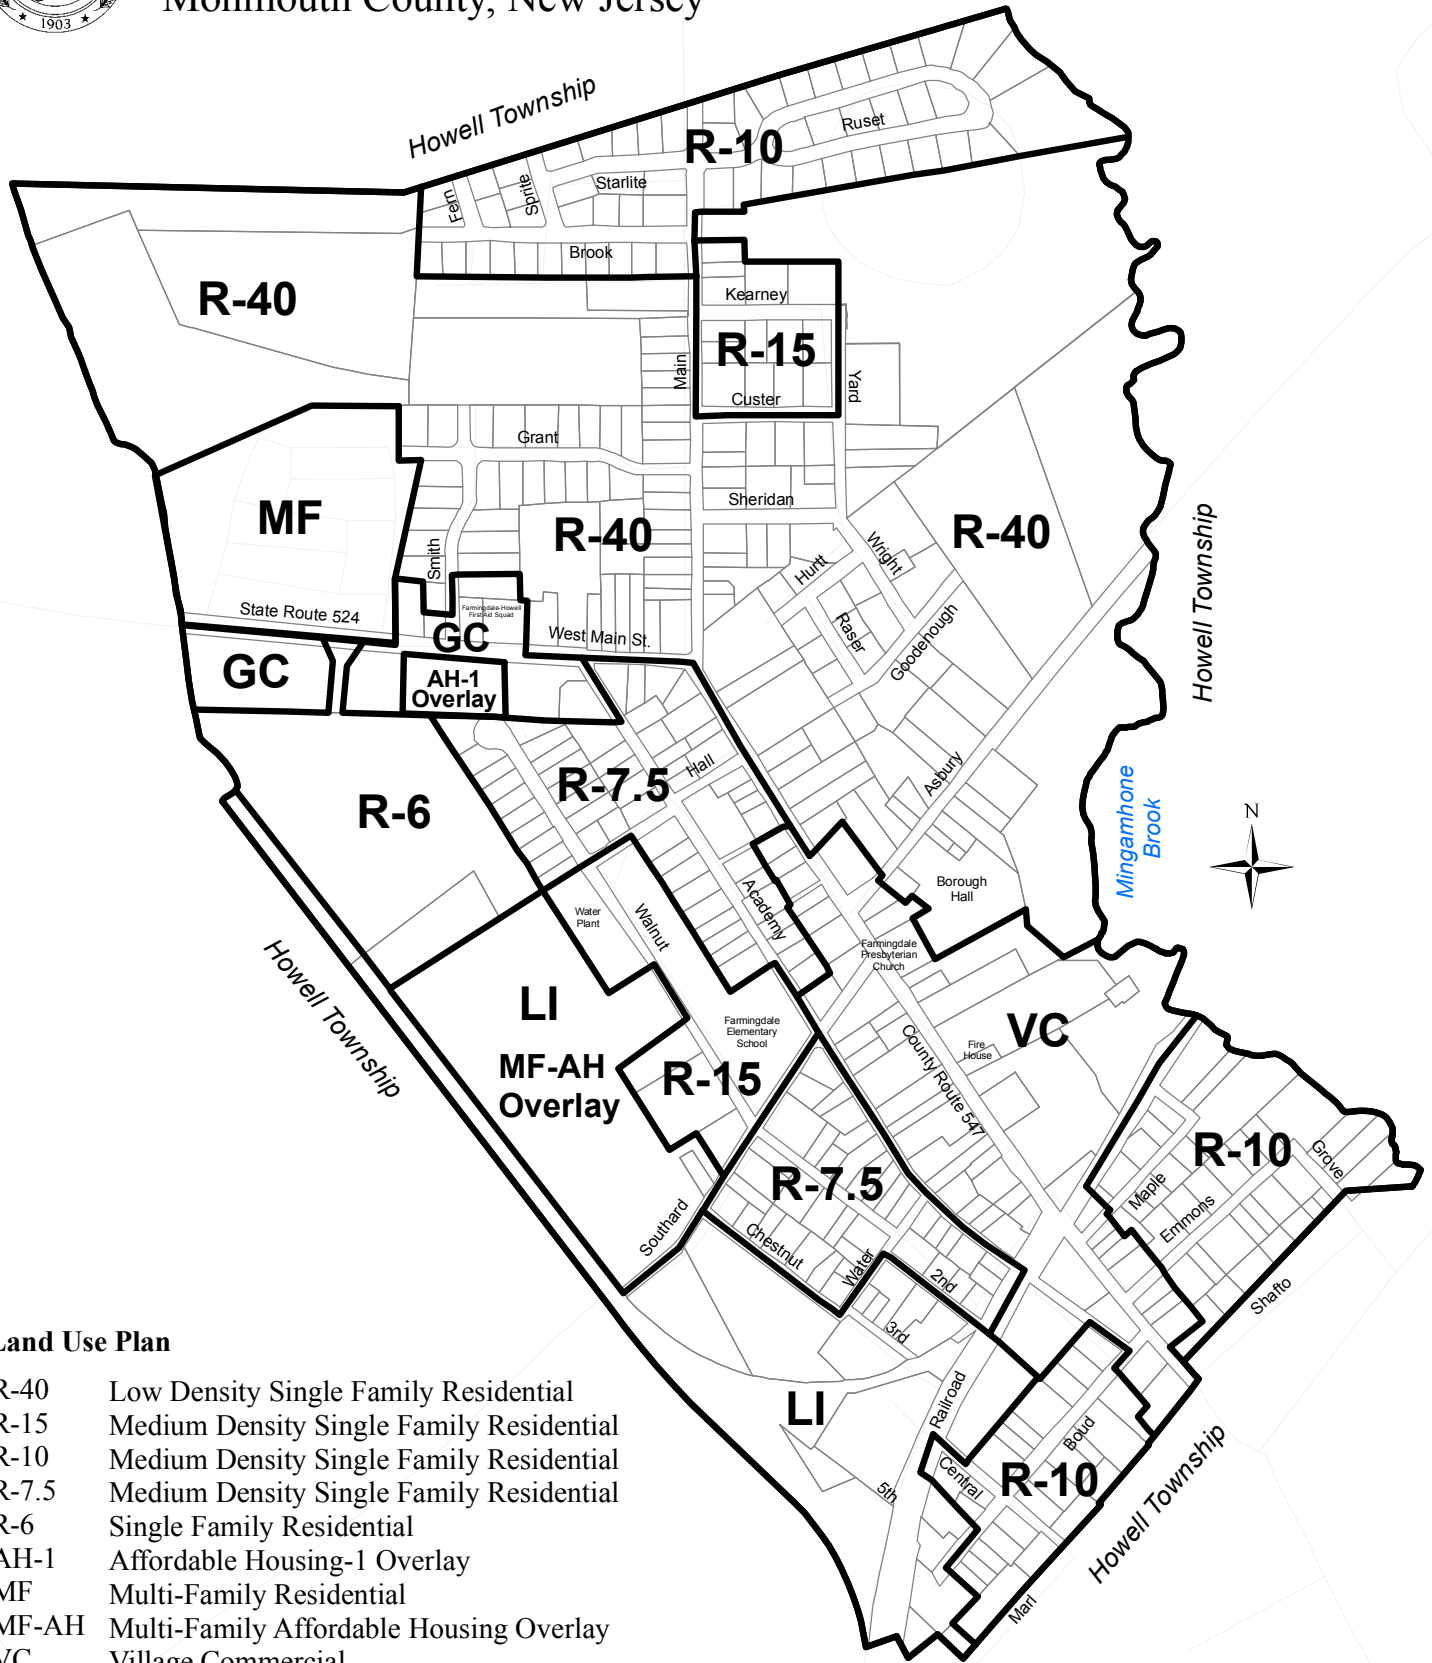 Monmouth County, New Jersey
1903
Howell Township
R-10
Ruset
Starlite
Fern
Sprite
Brook
R-40
Kearney
R-15
Main
Custer
Yard
Grant
MF
Sheridan
R-40
R-40
Smith
Wright
Hurtt
Raser
Goodenough
Howell Township
State Route 524
Farmingdale-Howell
First Aid Squad
GC
West Main St.
GC
AH-1
Overlay
R-7.5
Hall
R-6
Asbury
Mingamhone
Brook
N
Borough
Hall
Academy
Water
Plant
Walnut
Farmingdale
Presbyterian
Church
Howell Township
LI
MF-AH
Overlay
Farmingdale
Elementary
School
R-15
VC
Fire
House
County Route 547
R-10
Grove
Maple
Emmons
R-7.5
Southard
Chestnut
Water
2nd
3rd
Shafto
LI
Railroad
Boud
Central
R-10
5th
Marl
Howell Township
Land Use Plan
R-40 Low Density Single Family Residential
R-15 Medium Density Single Family Residential
R-10 Medium Density Single Family Residential
R-7.5 Medium Density Single Family Residential
R-6 Single Family Residential
AH-1 Affordable Housing-1 Overlay
MF Multi-Family Residential
MF-AH Multi-Family Affordable Housing Overlay
VC Village Commercial